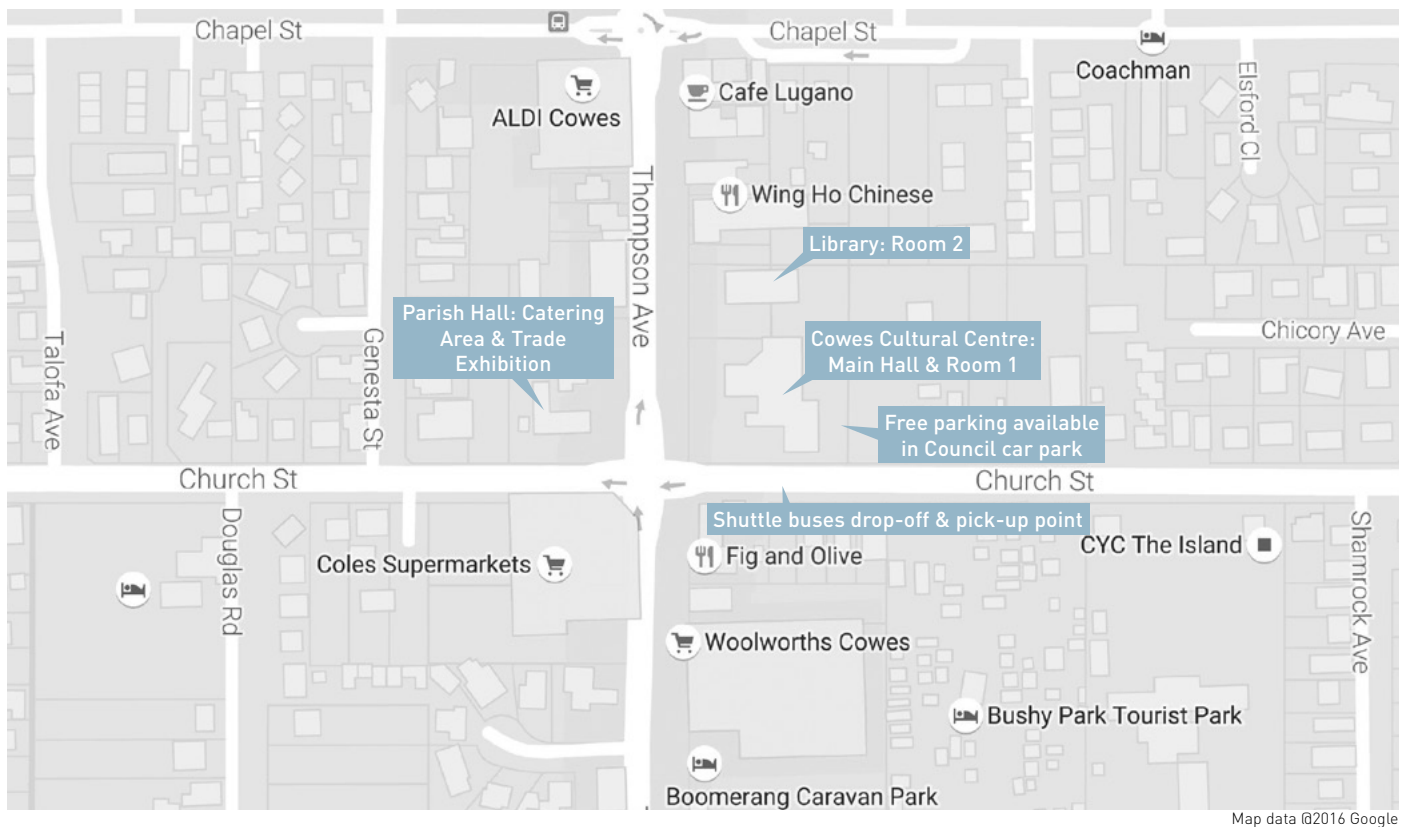 Chapel St
Chapel St
Coachman
Elsford Cl
ALDI Cowes
Cafe Lugano
Thompson Ave
Wing Ho Chinese
Library: Room 2
Parish Hall: Catering
Area & Trade
Exhibition
Cowes Cultural Centre:
Main Hall & Room 1
Chicory Ave
Talofa Ave
Genesta St
Free parking available
in Council car park
Church St
Church St
Shuttle buses drop-off & pick-up point
Douglas Rd
Coles Supermarkets
Fig and Olive
CYC The Island
Shamrock Ave
Woolworths Cowes
Bushy Park Tourist Park
Boomerang Caravan Park
Map data @2016 Google